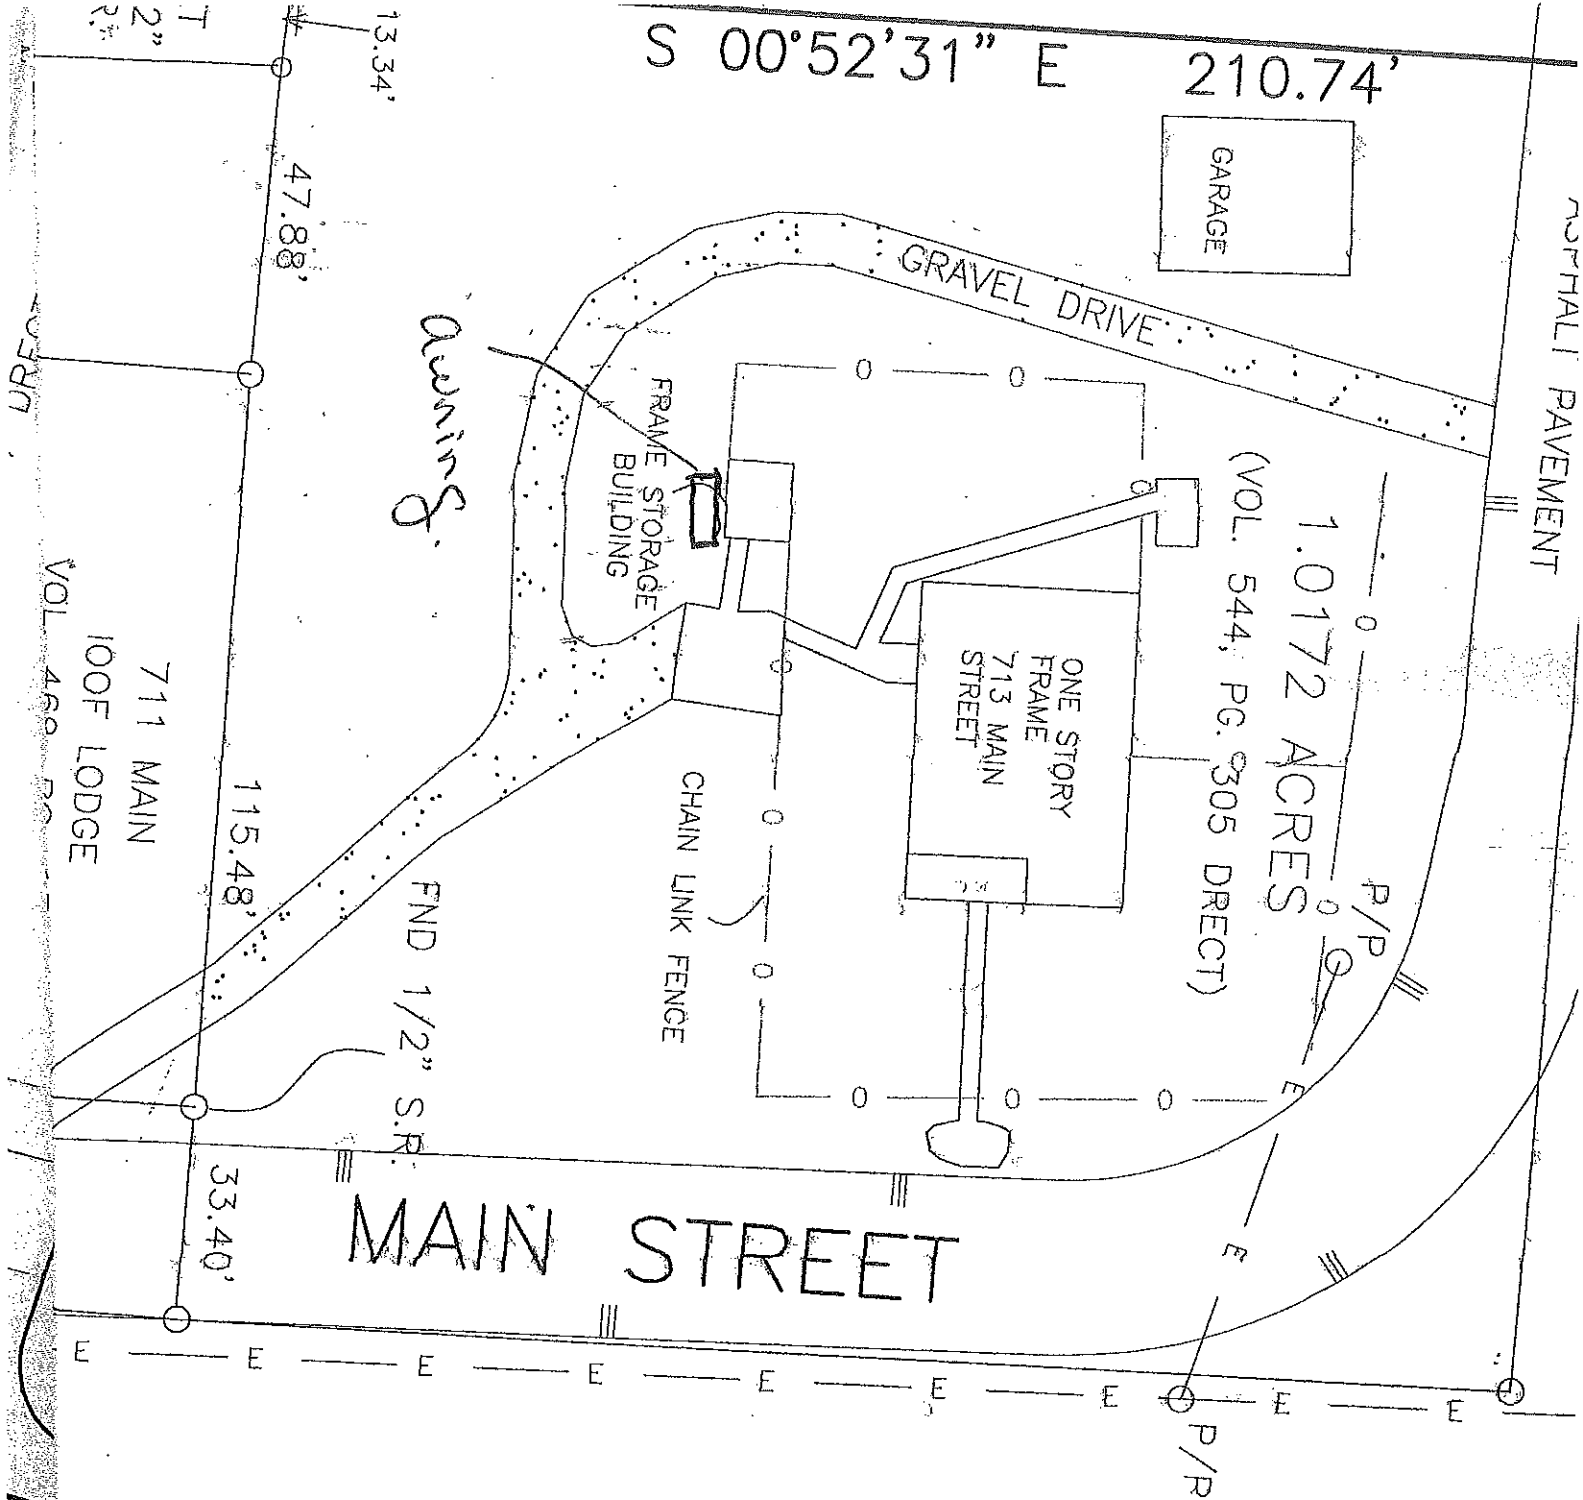 S 00°52'31" E 210.74'
13.34'
2"
47.88'
GARAGE
GRAVEL DRIVE
ASPHALT PAVEMENT
awning
FRAME STORAGE
BUILDING
1.0172 ACRES
(VOL. 544, PG. 305 DRECT)
ONE STORY
FRAME
713 MAIN
STREET
P/P
CHAIN LINK FENCE
O O
O
O
O
O
O
O
O O O
711 MAIN
IOOF LODGE
VOL
115.48'
FND 1/2" S.R.
33.40'
E
E
MAIN STREET
E E E E E E E E E
P/P